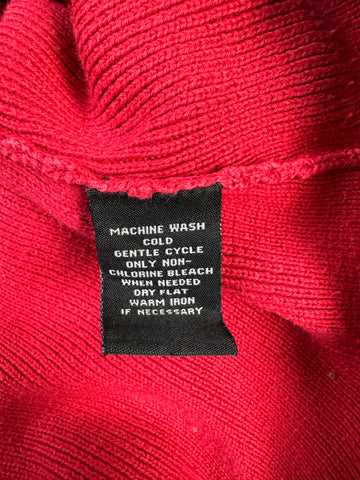 MACHINE WASH
COLD
GENTLE CYCLE
ONLY NON-
CHLORINE BLEACH
WHEN NEEDED
DRY FLAT
WARM IRON
IF NECESSARY